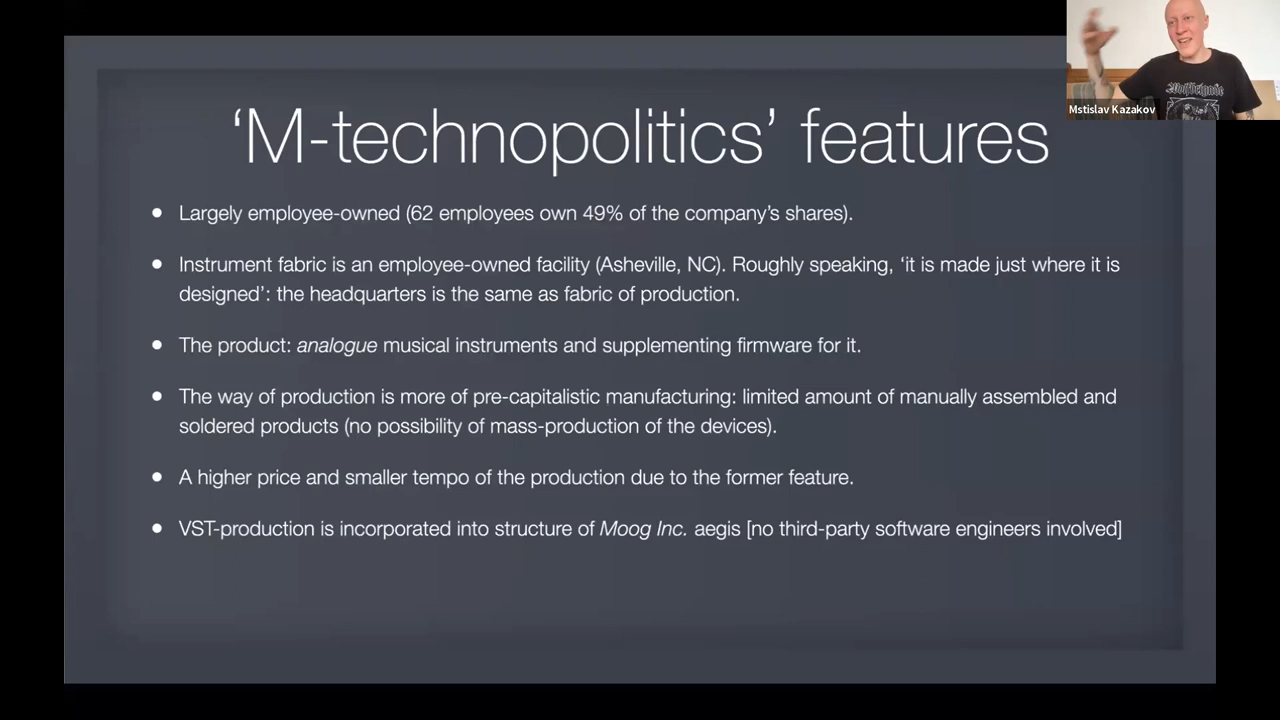 'M-technopolitics' features
Largely employee-owned (62 employees own 49% of the company's shares).
Instrument fabric is an employee-owned facility (Asheville, NC). Roughly speaking, 'it is made just where it is
designed': the headquarters is the same as fabric of production.
The product: analogue musical instruments and supplementing firmware for it.
The way of production is more of pre-capitalistic manufacturing: limited amount of manually assembled and
soldered products (no possibility of mass-production of the devices).
A higher price and smaller tempo of the production due to the former feature.
VST-production is incorporated into structure of Moog Inc. aegis [no third-party software engineers involved]
Wolfbrigade
Mstislav Kazakov